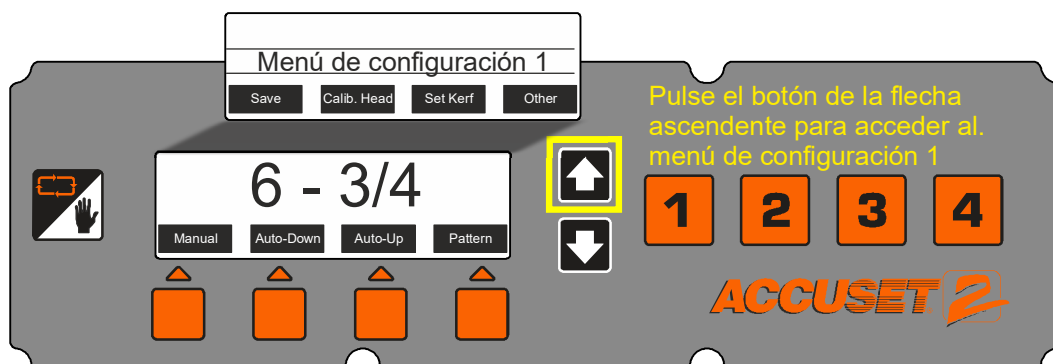 Menú de configuración 1
Save Calib. Head Set Kerf Other
Pulse el botón de la flecha
ascendente para acceder al.
menú de configuración 1
6 - 3/4
Manual Auto-Down Auto-Up Pattern
1 2 3 4
ACCUSET 2